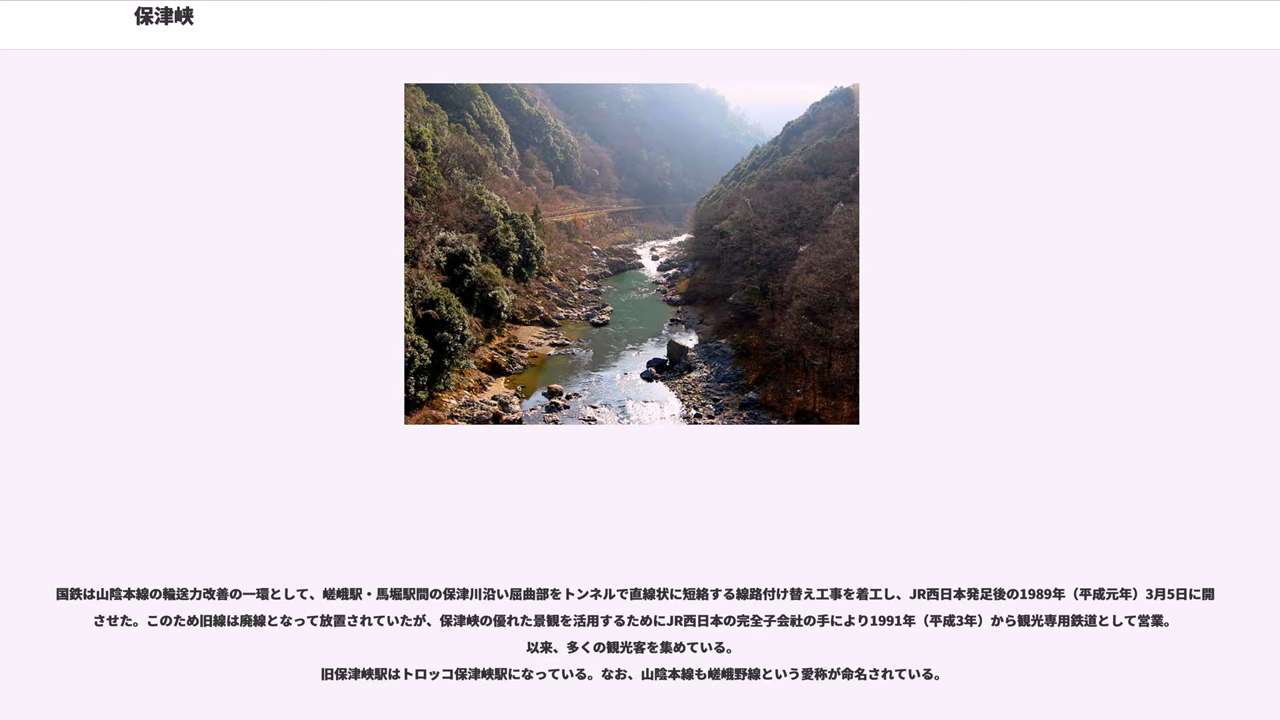 保津峡
国鉄は山陰本線の輸送力改善の一環として、嵯峨駅・馬堀駅間の保津川沿い屈曲部をトンネルで直線状に短絡する線路付け替え工事を着工し、JR西日本発足後の1989年（平成元年）3月5日に開
させた。このため旧線は廃線となって放置されていたが、保津峡の優れた景観を活用するためにJR西日本の完全子会社の手により1991年（平成3年）から観光専用鉄道として営業。
以来、多くの観光客を集めている。
旧保津峡駅はトロッコ保津峡駅になっている。なお、山陰本線も嵯峨野線という愛称が命名されている。